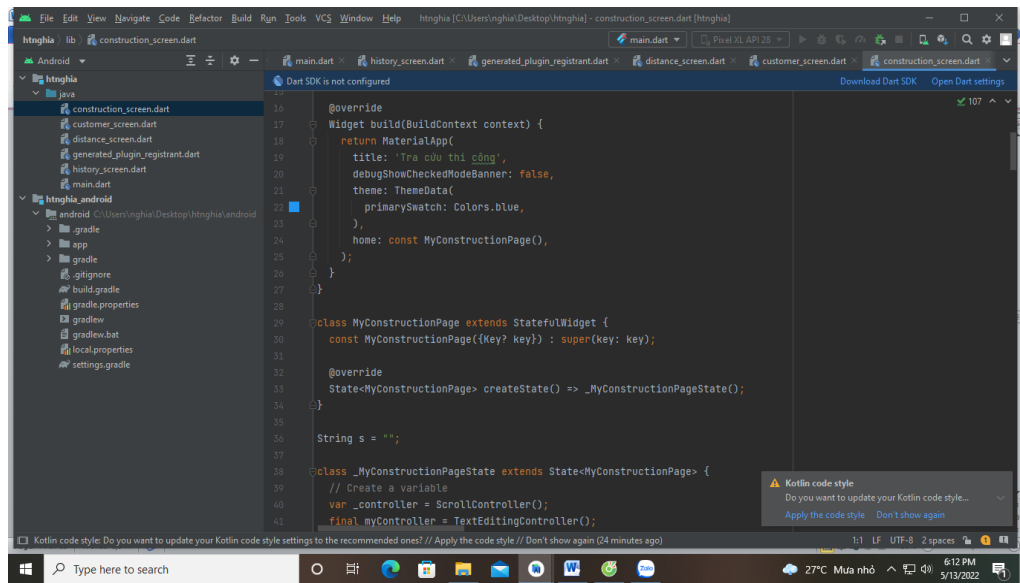 File Edit View Navigate Code Refactor Build Run Tools VCS Window Help htnghia [C:\Users\nghia\Desktop\htnghia] - construction_screen.dart [htnghia]
htnghia lib construction_screen.dart main.dart Pixel XL API 28
Android main.dart history_screen.dart generated_plugin_registrant.dart distance_screen.dart customer_screen.dart construction_screen.dart
Dart SDK is not configured Download Dart SDK Open Dart settings
htnghia
java
construction_screen.dart
customer_screen.dart
distance_screen.dart
generated_plugin_registrant.dart
history_screen.dart
main.dart
htnghia_android
android C:\Users\nghia\Desktop\htnghia\android
.gradle
app
gradle
.gitignore
build.gradle
gradle.properties
gradlew
gradlew.bat
local.properties
settings.gradle
107
15
16 @override
17 Widget build(BuildContext context) {
18 return MaterialApp(
19 title: 'Tra cứu thi công',
20 debugShowCheckedModeBanner: false,
21 theme: ThemeData(
22 primarySwatch: Colors.blue,
23 ),
24 home: const MyConstructionPage(),
25 );
26 }
27 }
28
29 class MyConstructionPage extends StatefulWidget {
30 const MyConstructionPage({Key? key}) : super(key: key);
31
32 @override
33 State<MyConstructionPage> createState() => _MyConstructionPageState();
34 }
35
36 String s = "";
37
38 class _MyConstructionPageState extends State<MyConstructionPage> {
39 // Create a variable
40 var _controller = ScrollController();
41 final myController = TextEditingController();
Kotlin code style
Do you want to update your Kotlin code style...
Apply the code style Don't show again
Kotlin code style: Do you want to update your Kotlin code style settings to the recommended ones? // Apply the code style // Don't show again (24 minutes ago) 1:1 LF UTF-8 2 spaces 1
Type here to search W Zalo 27°C Mưa nhỏ 6:12 PM
5/13/2022 1